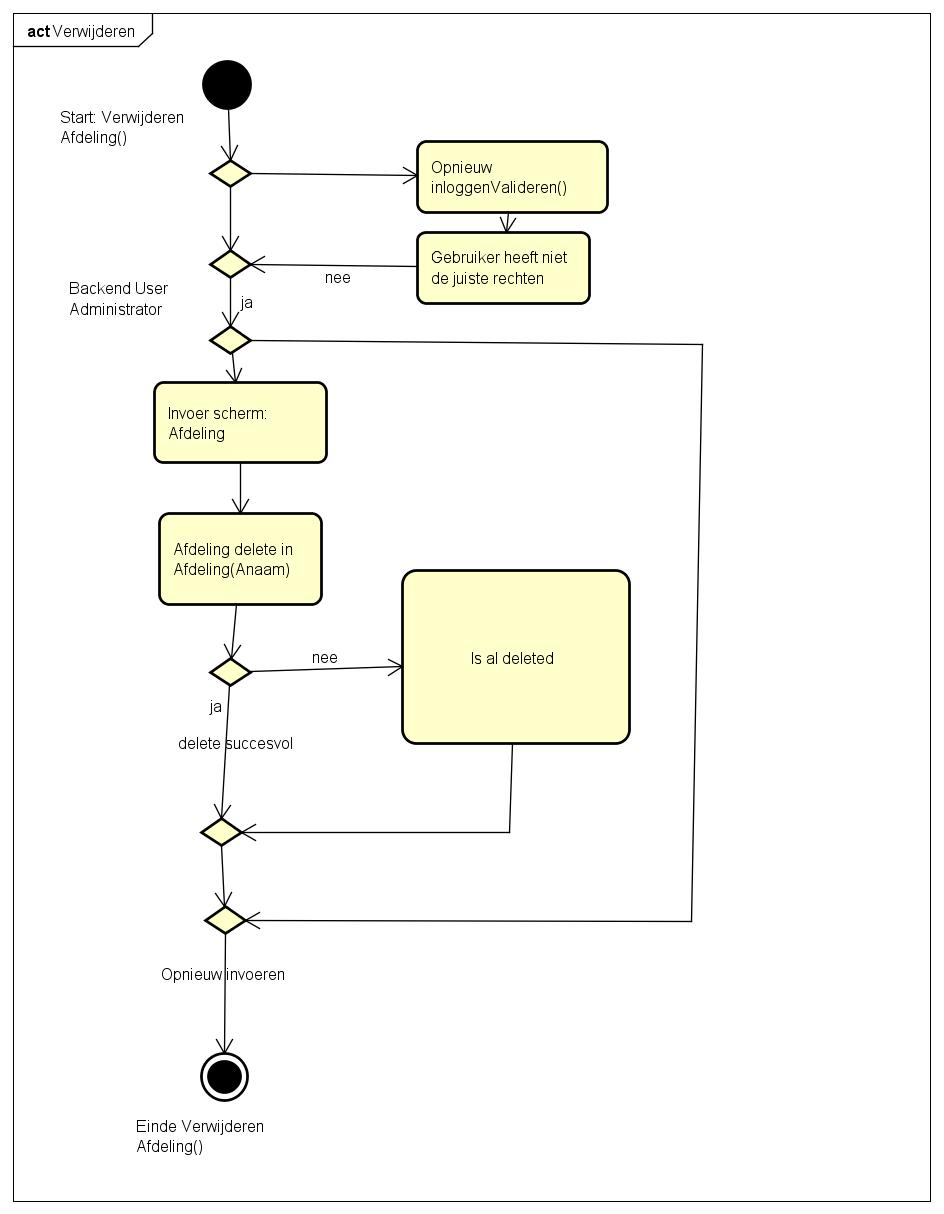 act Verwijderen
Start: Verwijderen
Afdeling()
Opnieuw
inloggenValideren()
Gebruiker heeft niet
de juiste rechten
nee
Backend User
Administrator
ja
Invoer scherm:
Afdeling
Afdeling delete in
Afdeling(Anaam)
nee
Is al deleted
ja
delete succesvol
Opnieuw invoeren
Einde Verwijderen
Afdeling()